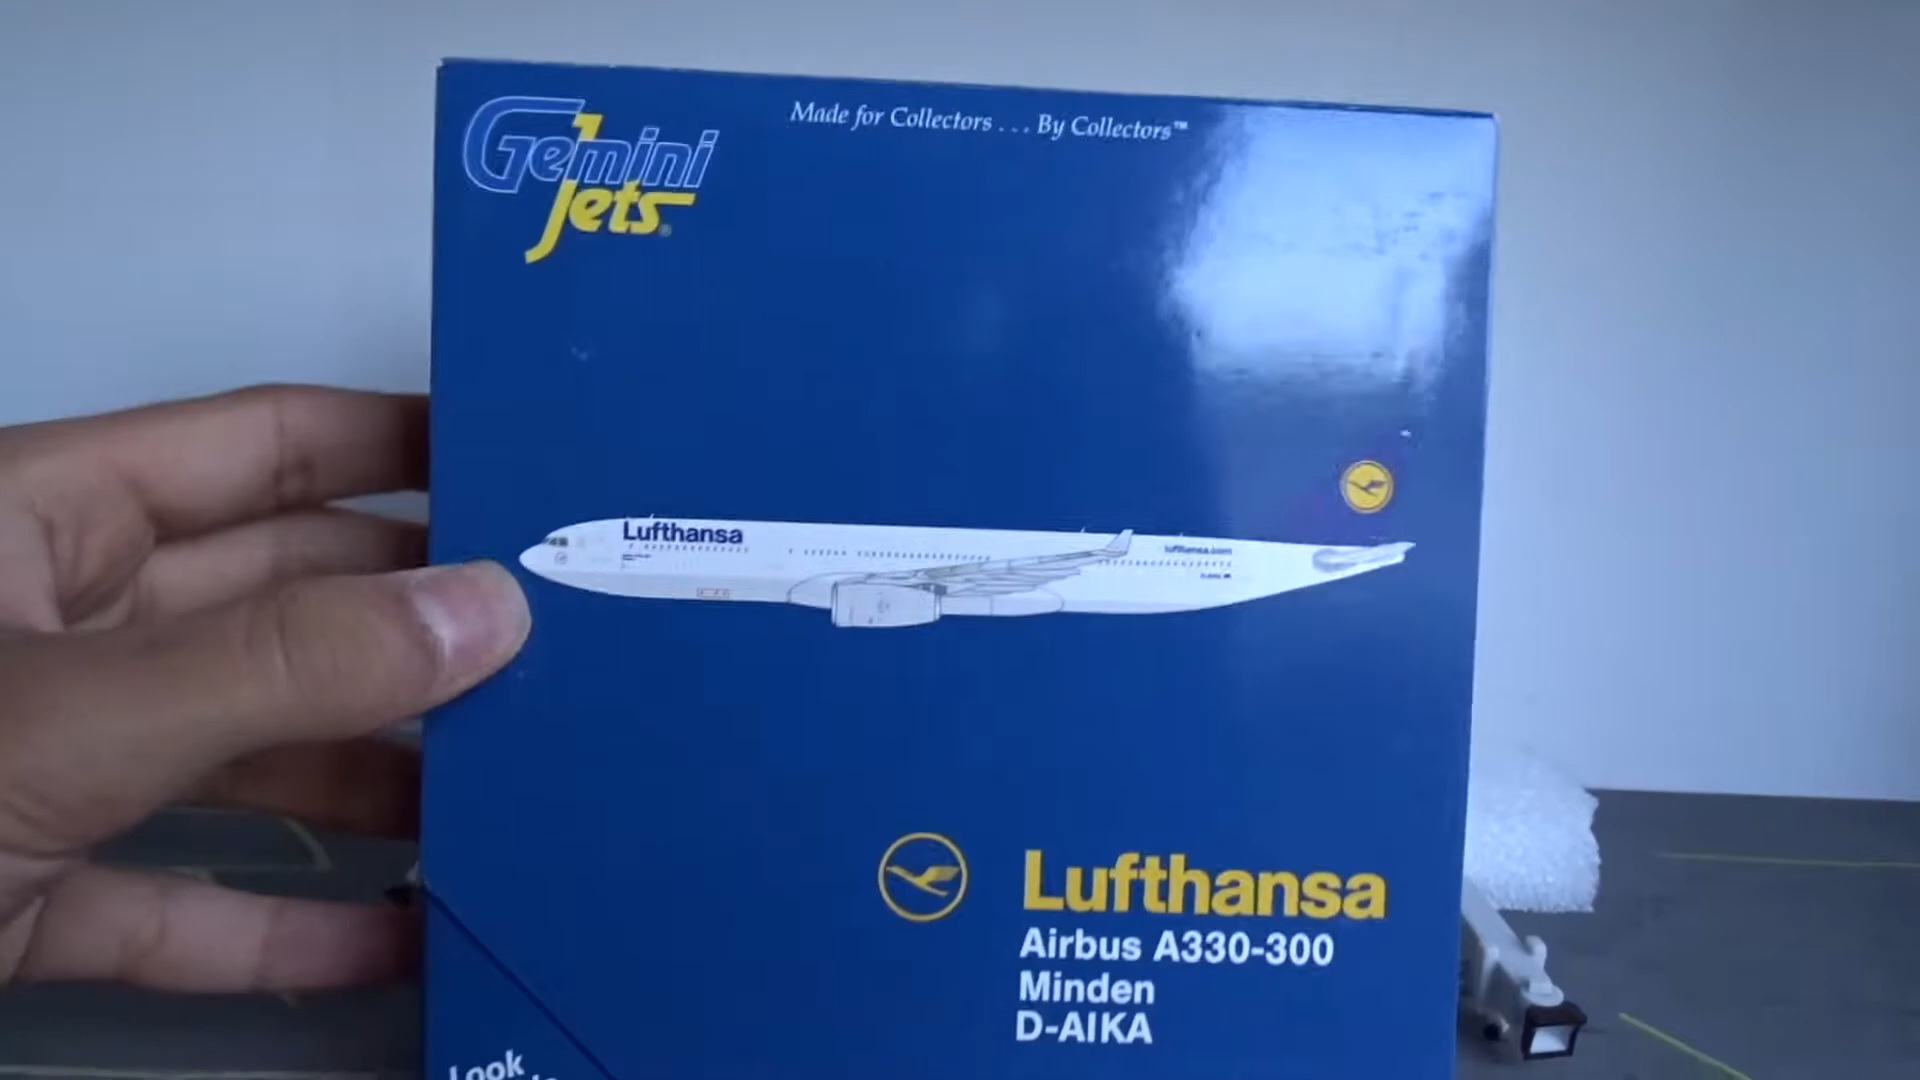 Gemini
Jets®
Made for Collectors . . . By Collectors™
Lufthansa
lufthansa.com
Lufthansa
Airbus A330-300
Minden
D-AIKA
Look